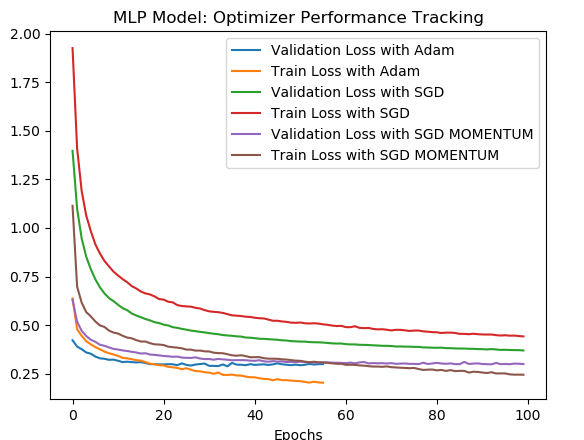 MLP Model: Optimizer Performance Tracking
2.00
1.75
1.50
1.25
1.00
0.75
0.50
0.25
Validation Loss with Adam
Train Loss with Adam
Validation Loss with SGD
Train Loss with SGD
Validation Loss with SGD MOMENTUM
Train Loss with SGD MOMENTUM
0 20 40 60 80 100
Epochs